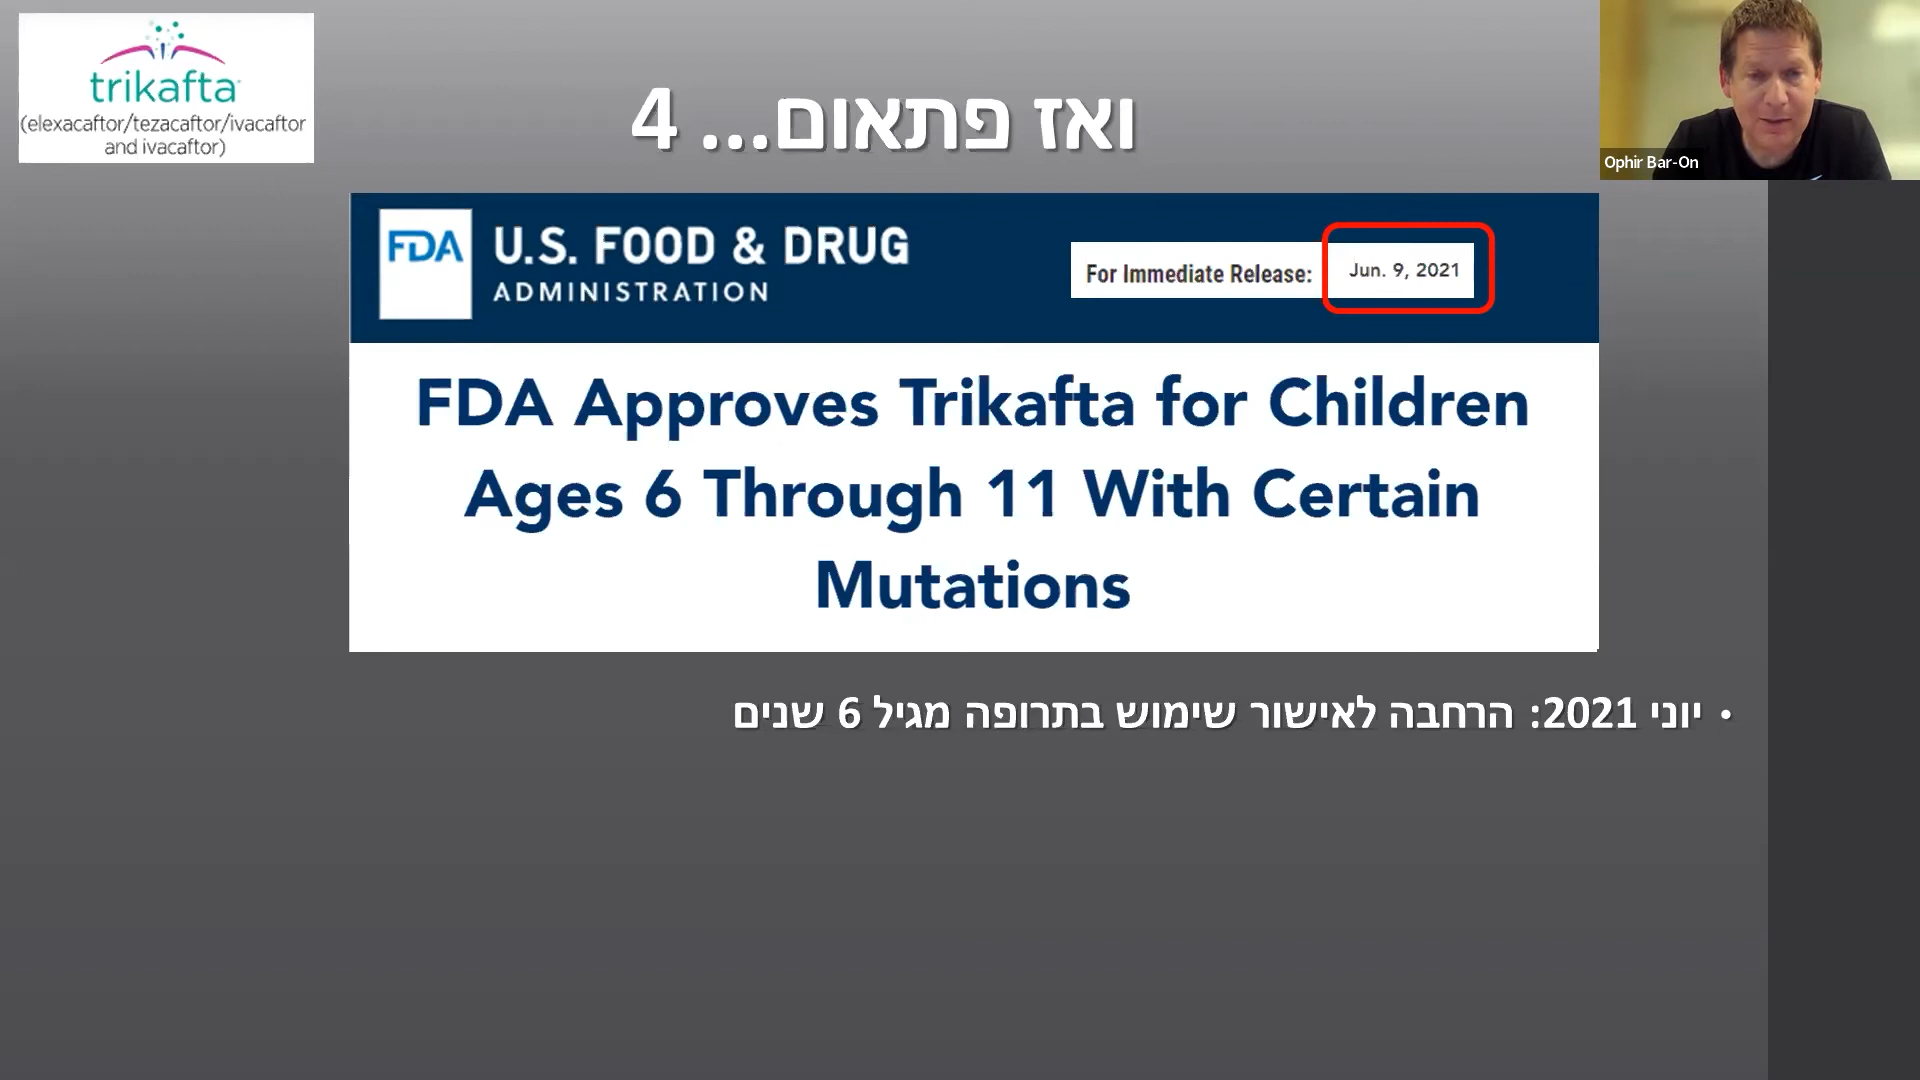 trikafta
(elexacaftor/tezacaftor/ivacaftor
and ivacaftor)
ואז פתאום... 4
Ophir Bar-On
FDA
U.S. FOOD & DRUG
ADMINISTRATION
For Immediate Release: Jun. 9, 2021
FDA Approves Trikafta for Children
Ages 6 Through 11 With Certain
Mutations
• יוני 2021: הרחבה לאישור שימוש בתרופה מגיל 6 שנים